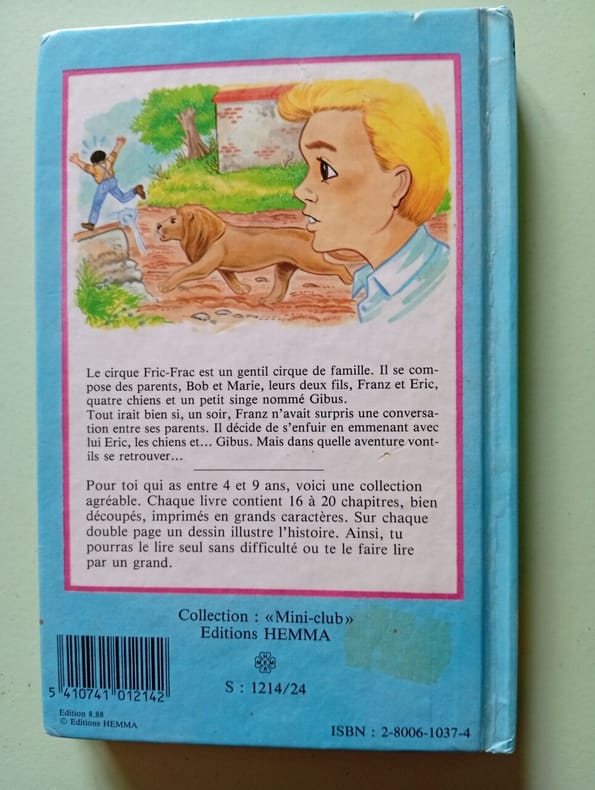 Le cirque Fric-Frac est un gentil cirque de famille. Il se com-
pose des parents, Bob et Marie, leurs deux fils, Franz et Eric,
quatre chiens et un petit singe nommé Gibus.
Tout irait bien si, un soir, Franz n'avait surpris une conversa-
tion entre ses parents. Il décide de s'enfuir en emmenant avec
lui Eric, les chiens et... Gibus. Mais dans quelle aventure vont-
ils se retrouver...
Pour toi qui as entre 4 et 9 ans, voici une collection
agréable. Chaque livre contient 16 à 20 chapitres, bien
découpés, imprimés en grands caractères. Sur chaque
double page un dessin illustre l'histoire. Ainsi, tu
pourras le lire seul sans difficulté ou te le faire lire
par un grand.
Collection : «Mini-club»
Editions HEMMA
S : 1214/24
5 410741 012142
Edition 8.88
© Editions HEMMA
ISBN : 2-8006-1037-4